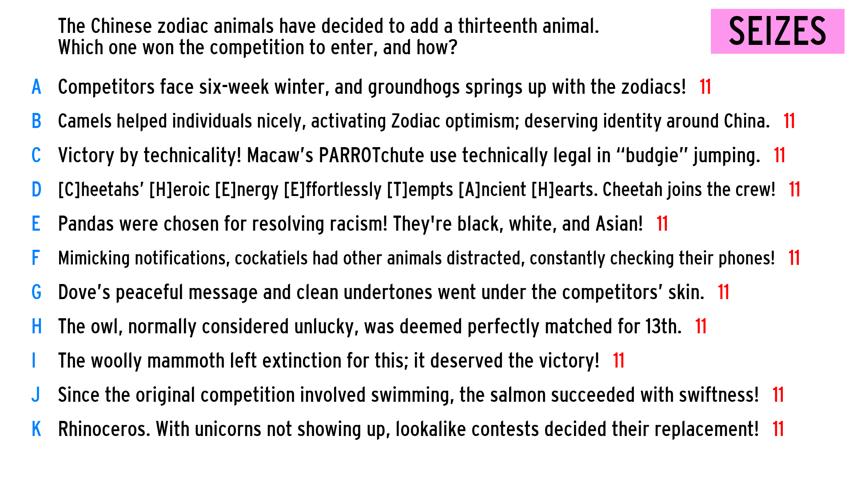 The Chinese zodiac animals have decided to add a thirteenth animal.
Which one won the competition to enter, and how?
SEIZES
A Competitors face six-week winter, and groundhogs springs up with the zodiacs! 11
B Camels helped individuals nicely, activating Zodiac optimism; deserving identity around China. 11
C Victory by technicality! Macaw's PARROTchute use technically legal in “budgie” jumping. 11
D [C]heetahs' [H]eroic [E]nergy [E]ffortlessly [T]empts [A]ncient [H]earts. Cheetah joins the crew! 11
E Pandas were chosen for resolving racism! They're black, white, and Asian! 11
F Mimicking notifications, cockatiels had other animals distracted, constantly checking their phones! 11
G Dove's peaceful message and clean undertones went under the competitors' skin. 11
H The owl, normally considered unlucky, was deemed perfectly matched for 13th. 11
I The woolly mammoth left extinction for this; it deserved the victory! 11
J Since the original competition involved swimming, the salmon succeeded with swiftness! 11
K Rhinoceros. With unicorns not showing up, lookalike contests decided their replacement! 11